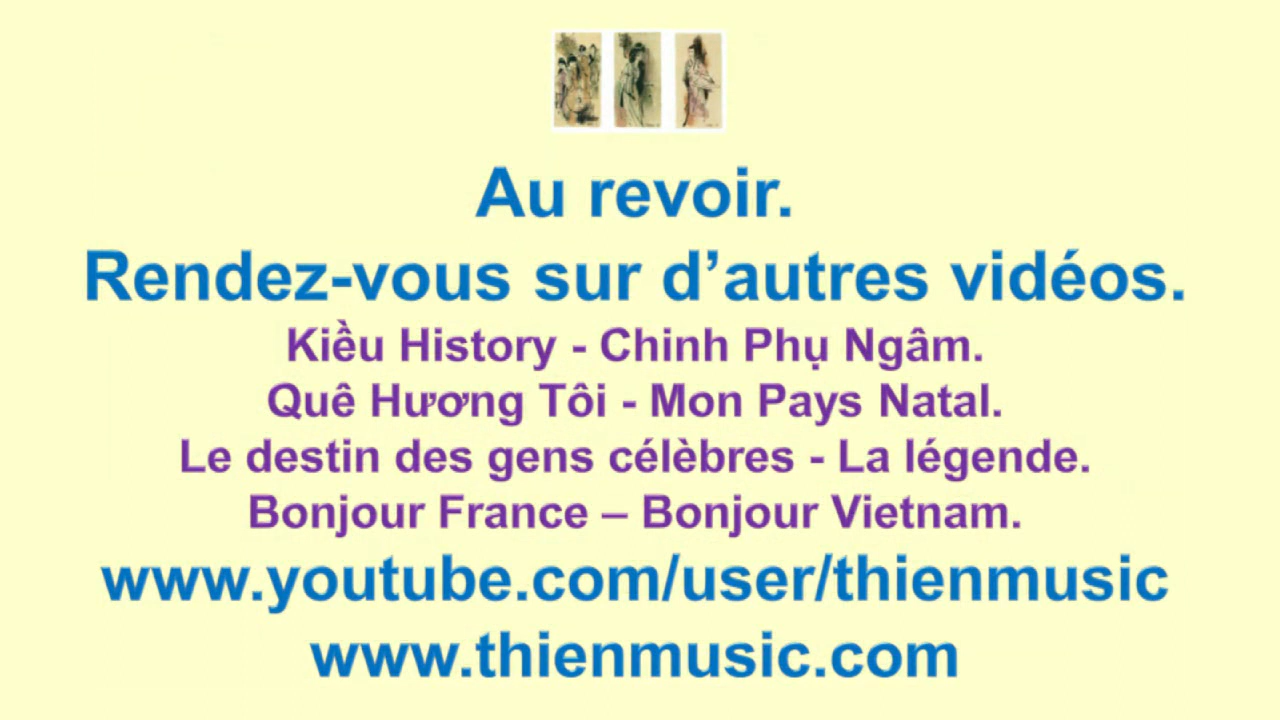 Au revoir.
Rendez-vous sur d’autres vidéos.
Kiều History - Chinh Phụ Ngâm.
Quê Hương Tôi - Mon Pays Natal.
Le destin des gens célèbres - La légende.
Bonjour France – Bonjour Vietnam.
www.youtube.com/user/thienmusic
www.thienmusic.com